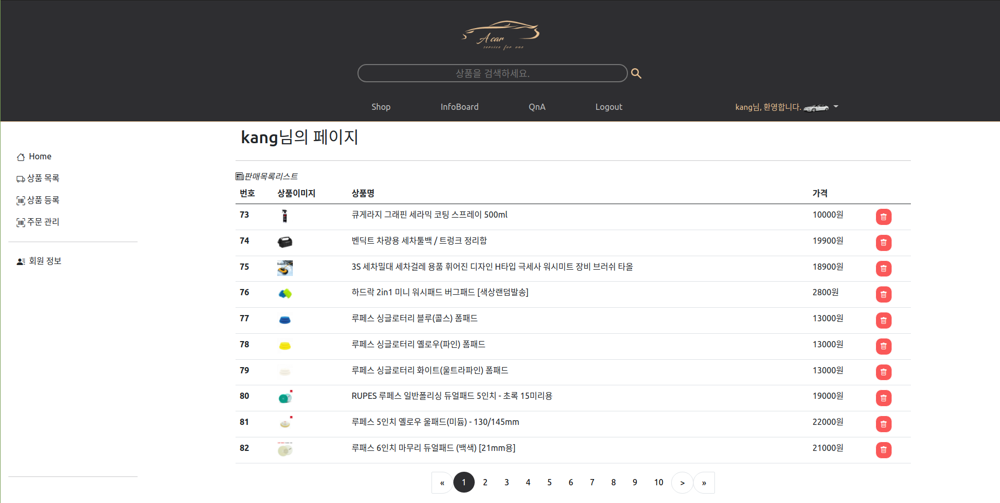 A car
service for one
상품을 검색하세요.
Shop InfoBoard QnA Logout kang님, 환영합니다.
kang님의 페이지
Home
상품 목록
상품 등록
주문 관리
회원 정보
판매목록리스트
번호 상품이미지 상품명 가격
73 큐게라지 그래핀 세라믹 코팅 스프레이 500ml 10000원
74 벤딕트 차량용 세차툴백 / 트렁크 정리함 19900원
75 3S 세차밀대 세차걸레 용품 휘어진 디자인 H타입 극세사 워시미트 장비 브러쉬 타올 18900원
76 하드락 2in1 미니 워시패드 버그패드 [색상랜덤발송] 2800원
77 루페스 싱글로터리 블루(콜스) 폼패드 13000원
78 루페스 싱글로터리 옐로우(파인) 폼패드 13000원
79 루페스 싱글로터리 화이트(울트라파인) 폼패드 13000원
80 RUPES 루페스 일반폴리싱 듀얼패드 5인치 - 초록 15미리용 19000원
81 루페스 5인치 옐로우 울패드(미듐) - 130/145mm 22000원
82 루패스 6인치 마무리 듀얼패드 (백색) [21mm용] 21000원
« 1 2 3 4 5 6 7 8 9 10 > »